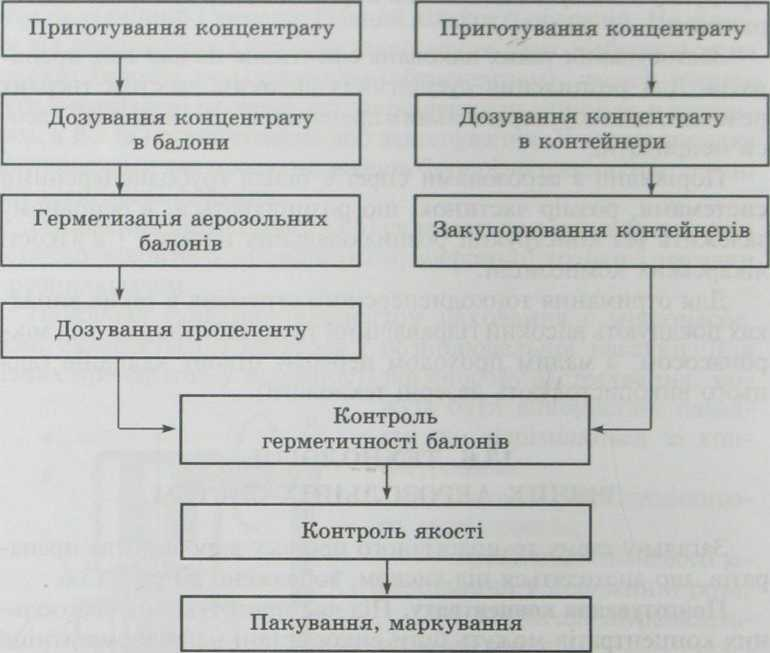 Приготування концентрату
Приготування концентрату
Дозування концентрату
в балони
Дозування концентрату
в контейнери
Герметизація аерозольних
балонів
Закупорювання контейнерів
Дозування пропеленту
Контроль
герметичності балонів
Контроль якості
Пакування, маркування